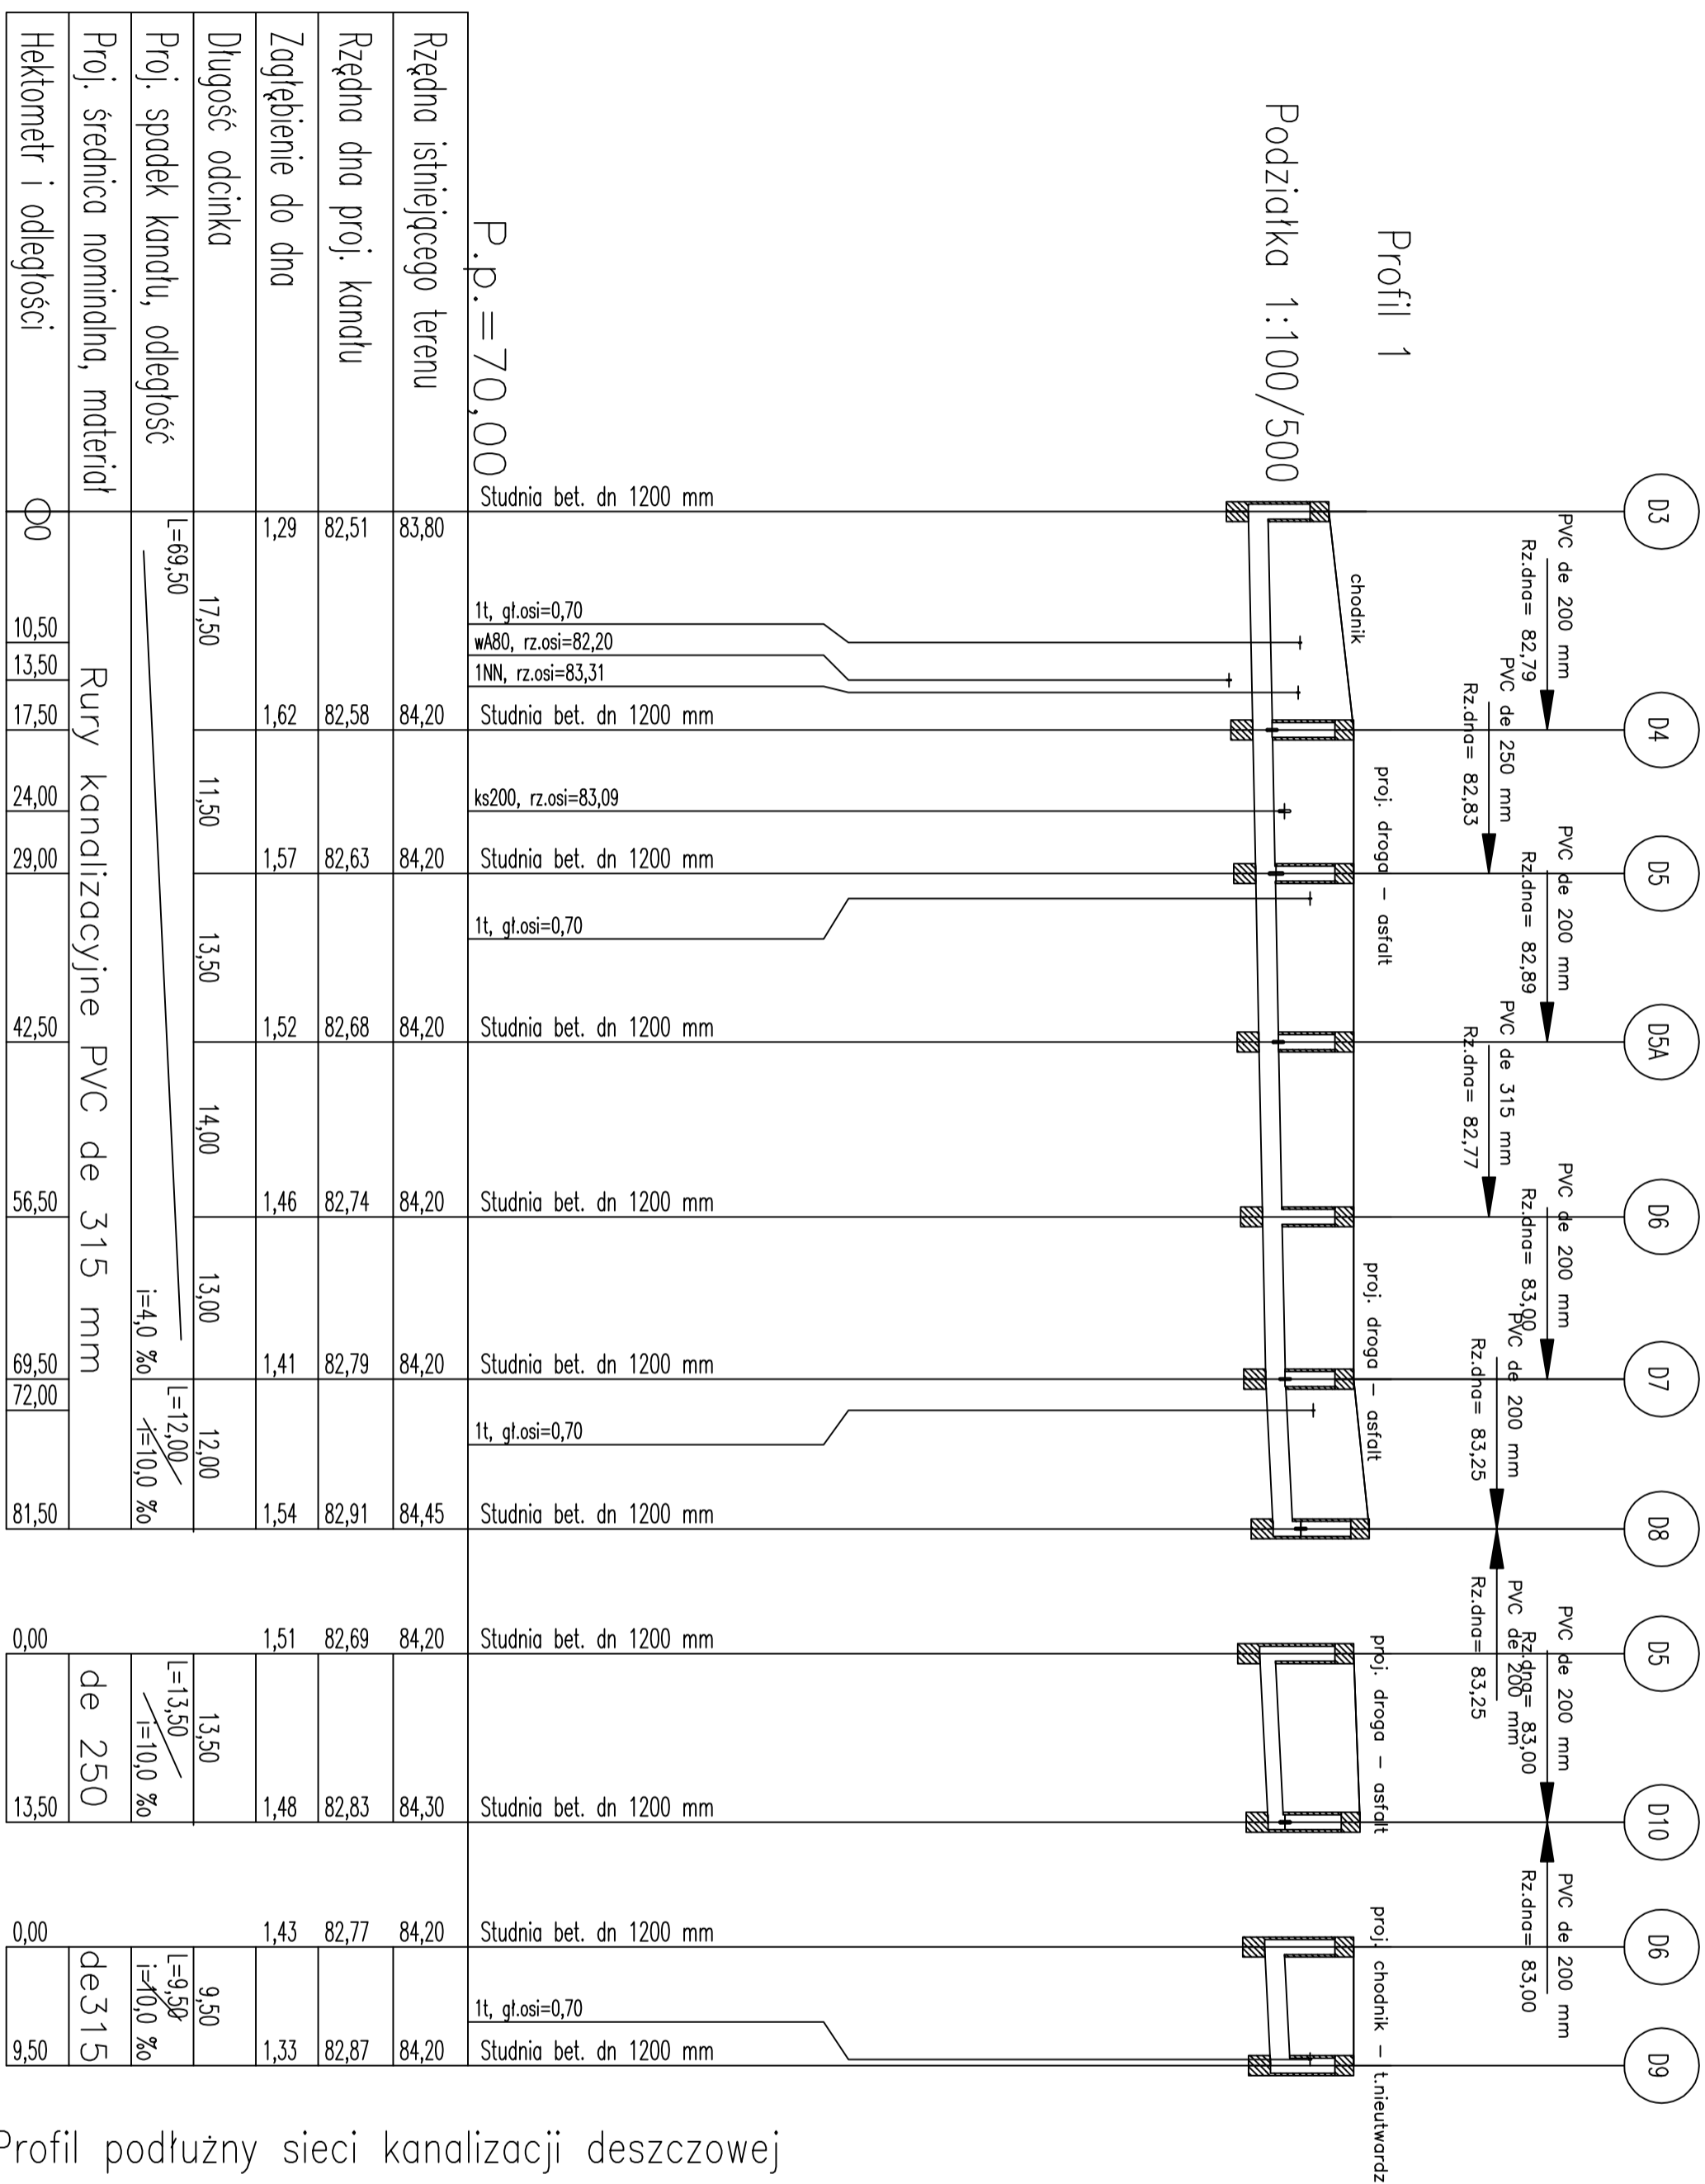 Profil 1
Podziałka 1:100/500
P.p.=70,00
D3
D4
D5
D5A
D6
D7
D8
D5
D10
D6
D9
PVC de 200 mm
Rz.dna= 82,79
PVC de 250 mm
Rz.dna= 82,83
PVC de 200 mm
Rz.dna= 82,89
PVC de 315 mm
Rz.dna= 82,77
PVC de 200 mm
Rz.dna= 83,00
PVC de 200 mm
Rz.dna= 83,25
PVC de 200 mm
Rz.dna= 83,25
PVC de 200 mm
Rz.dna= 83,00
PVC de 200 mm
Rz.dna= 83,00
chodnik
proj. droga – asfalt
proj. droga – asfalt
proj. droga – asfalt
proj. chodnik – t.nieutwardz
Studnia bet. dn 1200 mm
1t, gł.osi=0,70
wA80, rz.osi=82,20
1NN, rz.osi=83,31
Studnia bet. dn 1200 mm
ks200, rz.osi=83,09
Studnia bet. dn 1200 mm
1t, gł.osi=0,70
Studnia bet. dn 1200 mm
Studnia bet. dn 1200 mm
Studnia bet. dn 1200 mm
1t, gł.osi=0,70
Studnia bet. dn 1200 mm
Studnia bet. dn 1200 mm
Studnia bet. dn 1200 mm
Studnia bet. dn 1200 mm
1t, gł.osi=0,70
Studnia bet. dn 1200 mm
Rzędna istniejącego terenu 83,80 84,20 84,20 84,20 84,20 84,20 84,45 84,20 84,30 84,20 84,20
Rzędna dna proj. kanału 82,51 82,58 82,63 82,68 82,74 82,79 82,91 82,69 82,83 82,77 82,87
Zagłębienie do dna 1,29 1,62 1,57 1,52 1,46 1,41 1,54 1,51 1,48 1,43 1,33
Długość odcinka 17,50 11,50 13,50 14,00 13,00 12,00 13,50 9,50
Proj. spadek kanału, odległość L=69,50 i=4,0 ‰ L=12,00 i=10,0 ‰ L=13,50 i=10,0 ‰ L=9,50 i=10,0 ‰
Proj. średnica nominalna, materiał Rury kanalizacyjne PVC de 315 mm de 250 de315
Hektometr i odległości 00 10,50 13,50 17,50 24,00 29,00 42,50 56,50 69,50 72,00 81,50 0,00 13,50 0,00 9,50
Profil podłużny sieci kanalizacji deszczowej